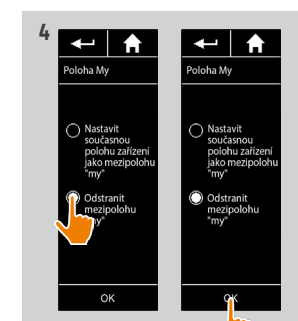 4
Poloha My
Nastavit
současnou
polohu zařízení
jako mezipolohu
"my"
Odstranit
mezipolohu
"my"
OK
Poloha My
Nastavit
současnou
polohu zařízení
jako mezipolohu
"my"
Odstranit
mezipolohu
"my"
OK